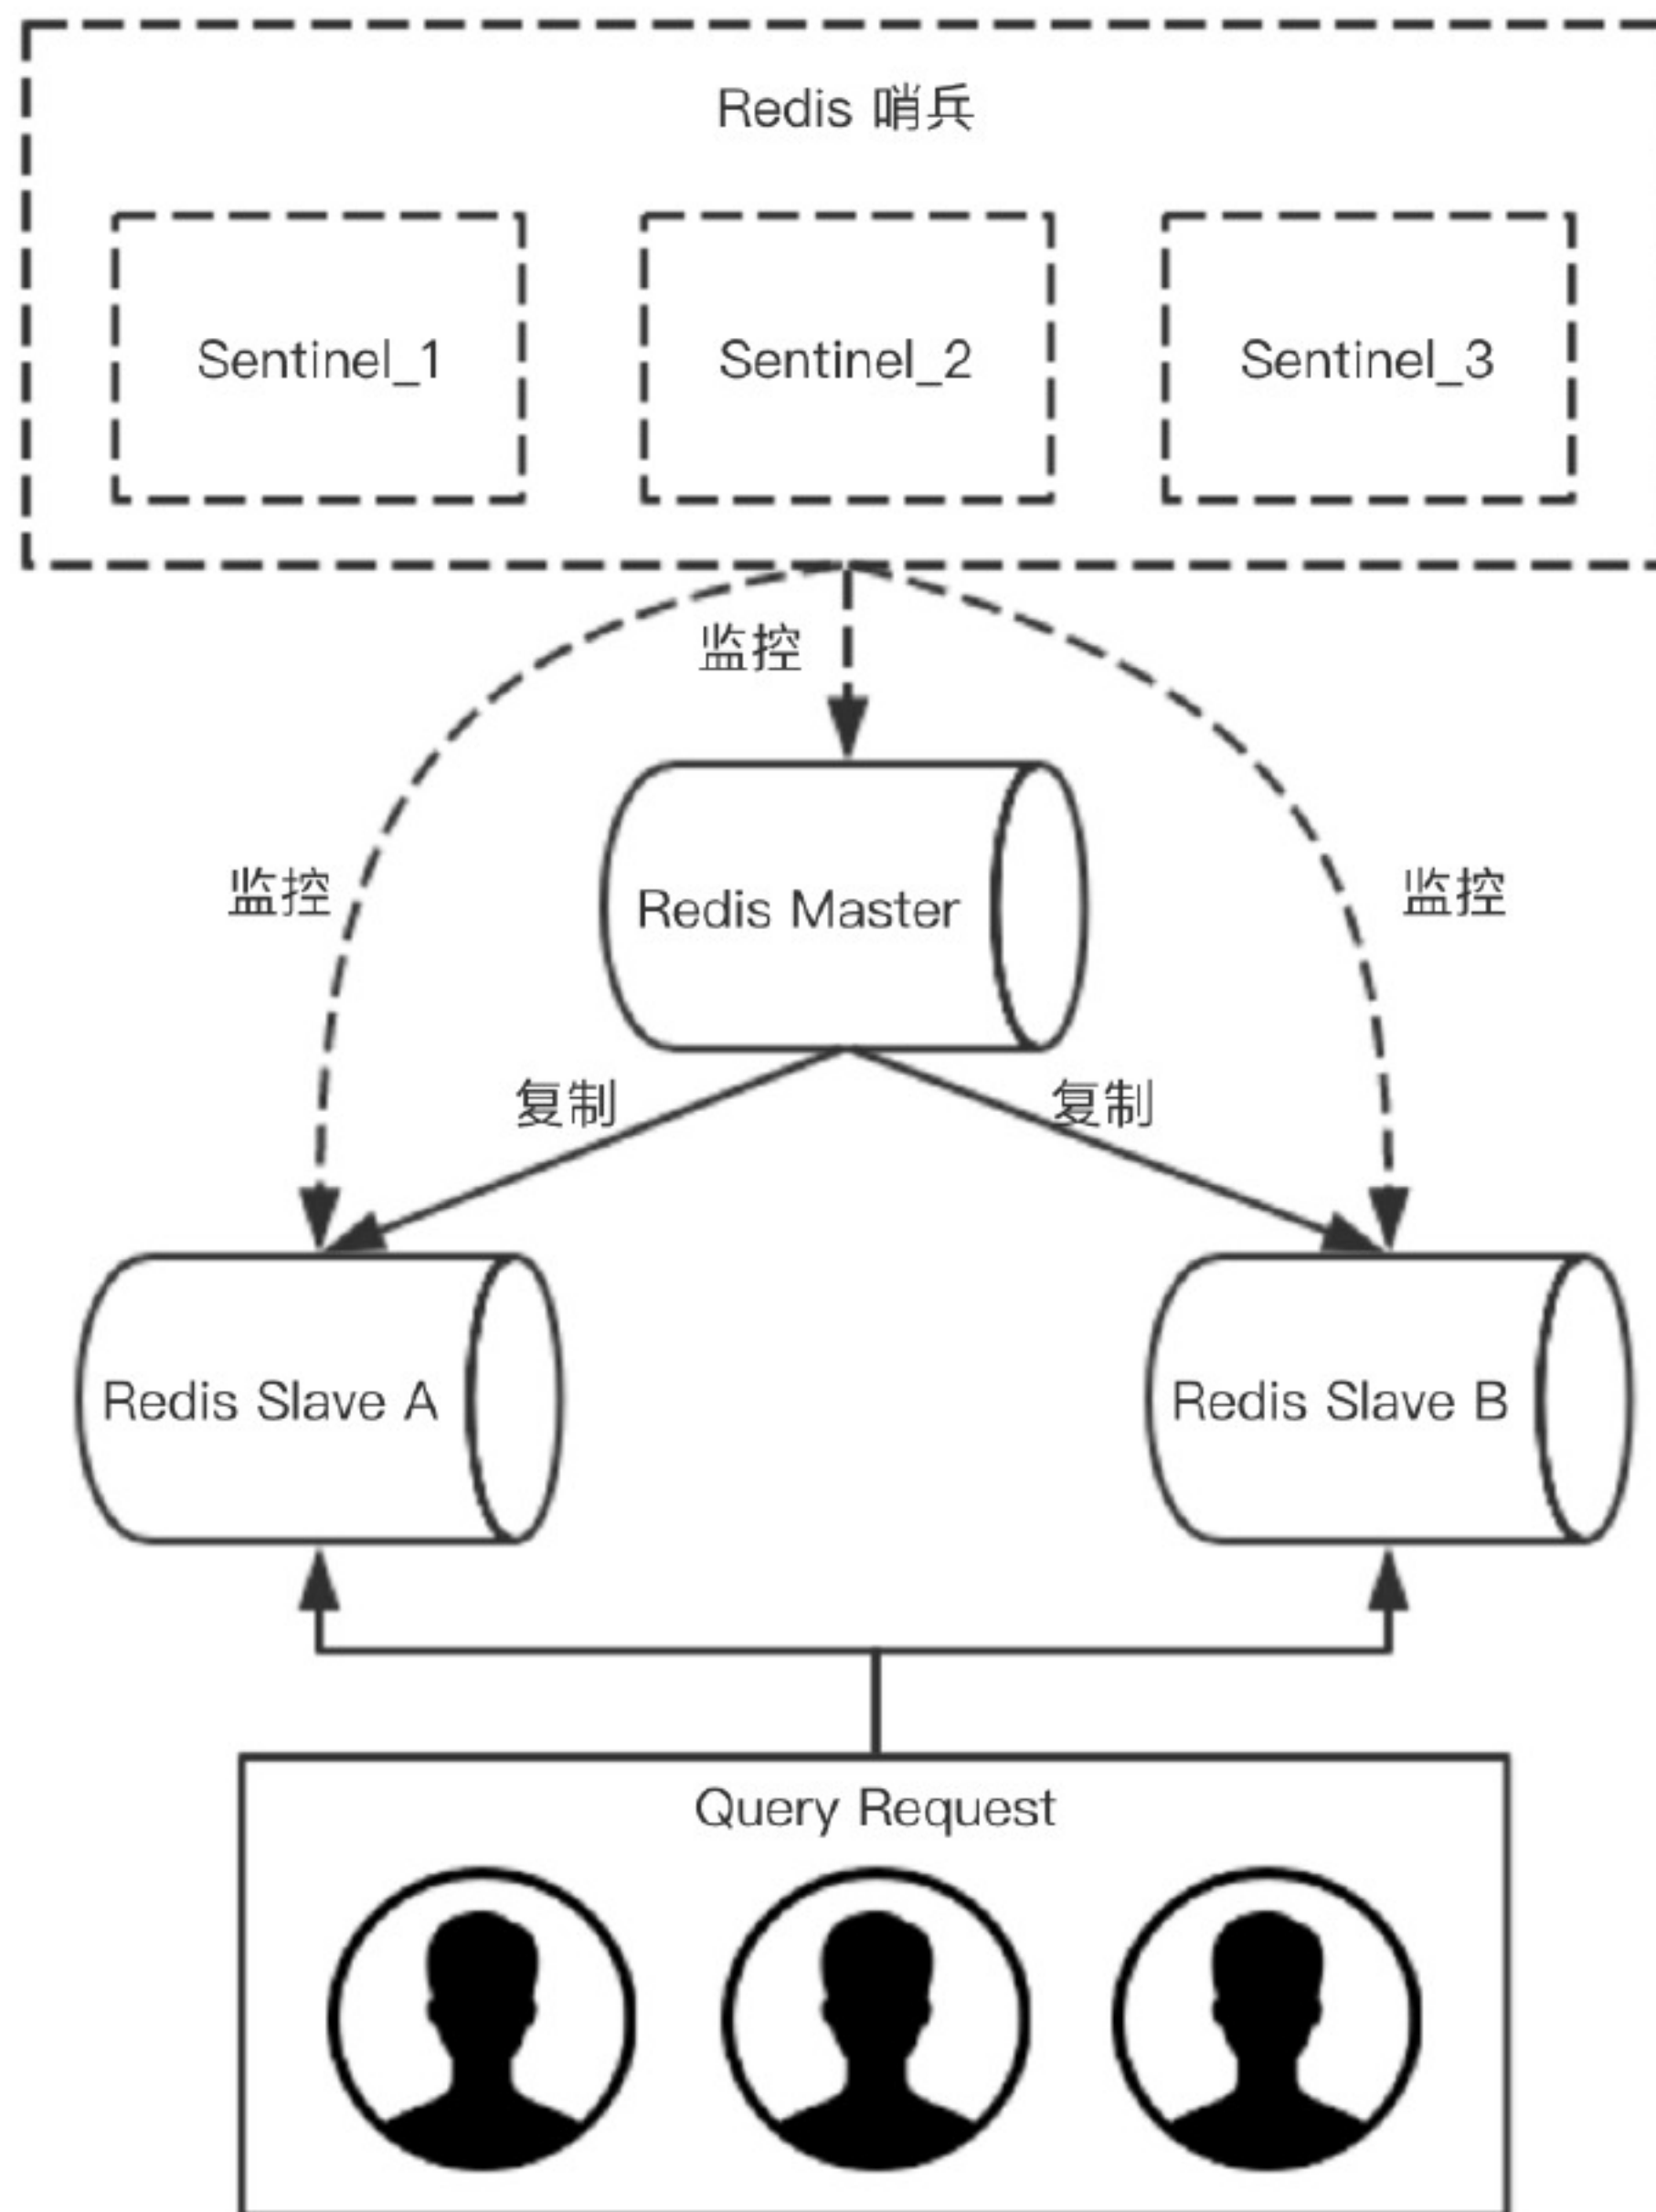 Redis 哨兵
Sentinel_1
Sentinel_2
Sentinel_3
监控
监控
监控
Redis Master
复制
复制
Redis Slave A
Redis Slave B
Query Request